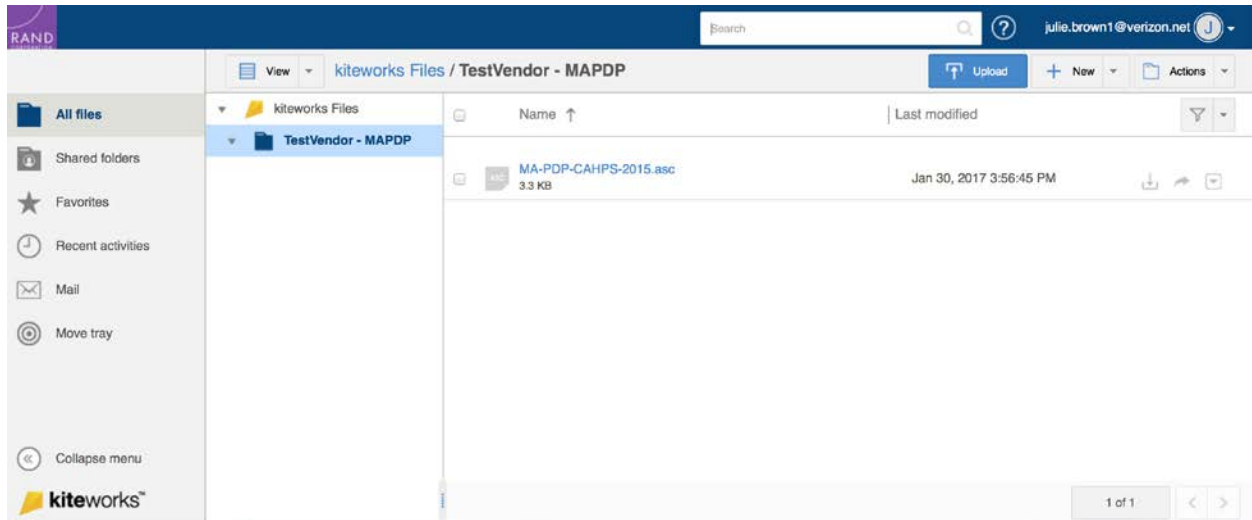 RAND
Search
?
julie.brown1@verizon.net J
View
kiteworks Files / TestVendor - MAPDP
Upload
+ New
Actions
All files
Shared folders
Favorites
Recent activities
Mail
Move tray
Collapse menu
kiteworks™
kiteworks Files
TestVendor - MAPDP
Name ↑
Last modified
MA-PDP-CAHPS-2015.asc
3.3 KB
Jan 30, 2017 3:56:45 PM
1 of 1